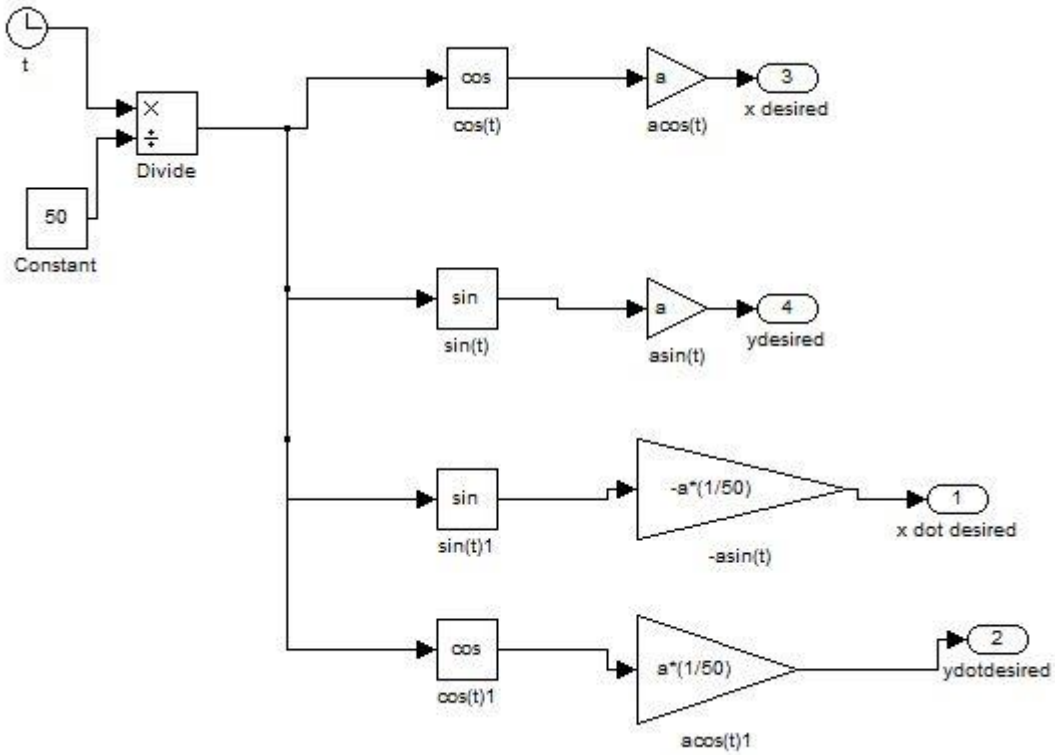 t
×
÷
Divide
50
Constant
cos
cos(t)
a
acos(t)
3
x desired
sin
sin(t)
a
asin(t)
4
ydesired
sin
sin(t)1
-a*(1/50)
-asin(t)
1
x dot desired
cos
cos(t)1
a*(1/50)
acos(t)1
2
ydotdesired